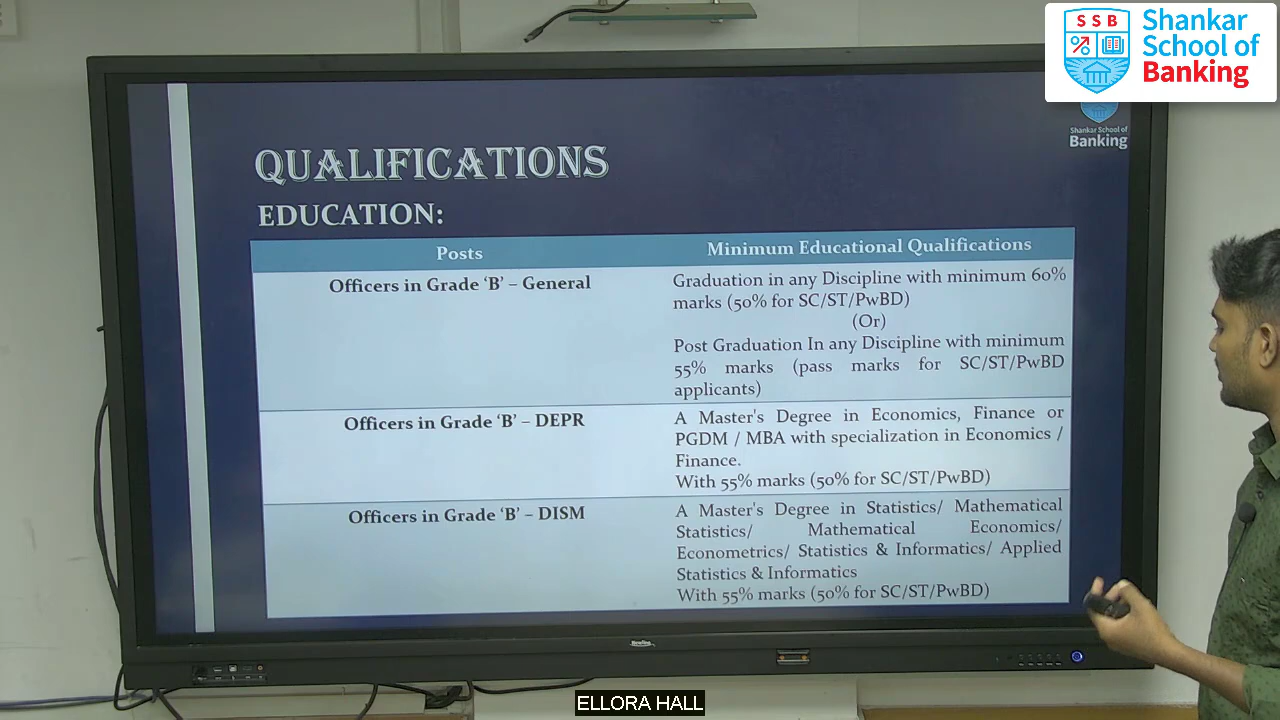 SSB
Shankar
School of
Banking
Shankar School of
Banking
QUALIFICATIONS
EDUCATION:
Posts
Minimum Educational Qualifications
Officers in Grade ‘B’ – General
Graduation in any Discipline with minimum 60%
marks (50% for SC/ST/PwBD)
(Or)
Post Graduation In any Discipline with minimum
55% marks (pass marks for SC/ST/PwBD
applicants)
Officers in Grade ‘B’ – DEPR
A Master's Degree in Economics, Finance or
PGDM / MBA with specialization in Economics /
Finance.
With 55% marks (50% for SC/ST/PwBD)
Officers in Grade ‘B’ – DISM
A Master's Degree in Statistics/ Mathematical
Statistics/ Mathematical Economics/
Econometrics/ Statistics & Informatics/ Applied
Statistics & Informatics
With 55% marks (50% for SC/ST/PwBD)
ELLORA HALL